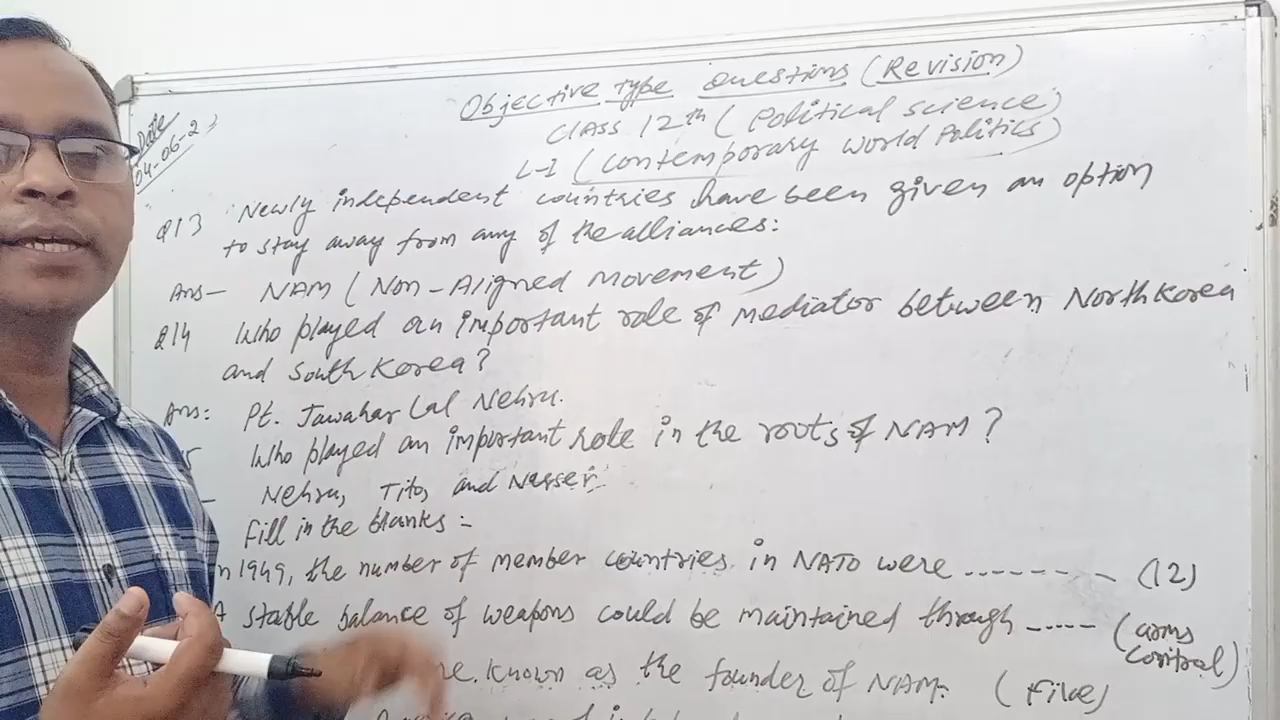 Objective Type Questions (Revision)
Class 12th (Political science)
L-I (Contemporary world Politics)
Date
04-06-2
Q13 Newly independent countries have been given an option
to stay away from any of the alliances:
Ans- NAM (Non-Aligned Movement)
Q14 Who played an important role of mediator between North Korea
and South Korea?
Ans: Pt. Jawahar Lal Nehru.
5 Who played an important role in the roots of NAM?
- Nehru, Tito, and Nasser.
Fill in the blanks :-
n 1949, the number of member countries in NATO were ------- (12)
A stable balance of weapons could be maintained through ----- (arms
control)
re known as the founder of NAM. (Five)